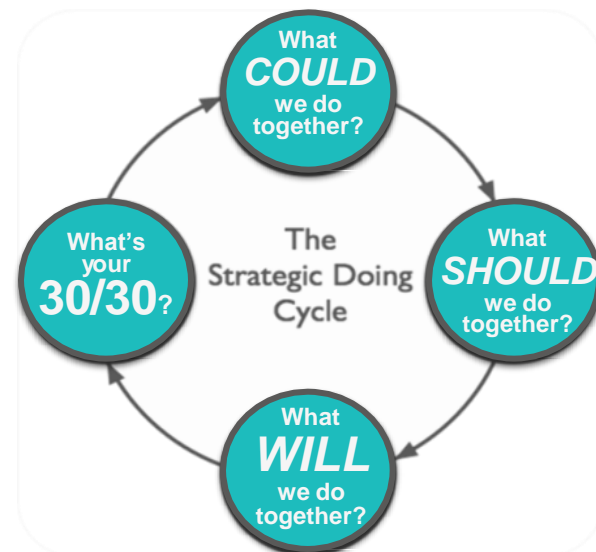 What
COULD
we do
together?
What
SHOULD
we do
together?
What
WILL
we do
together?
What's
your
30/30?
The
Strategic Doing
Cycle